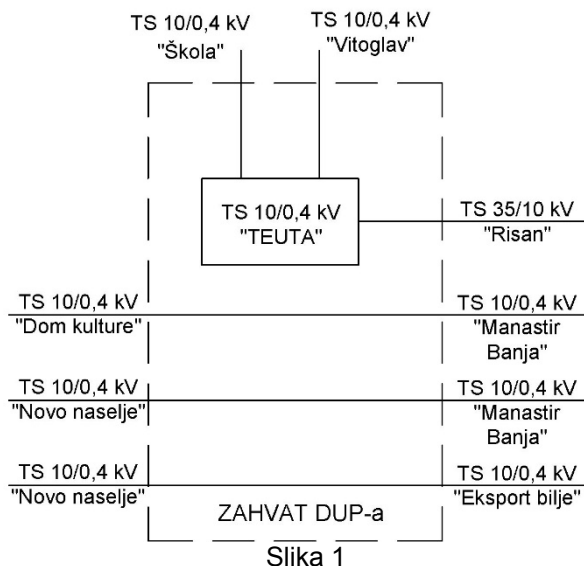 TS 10/0,4 kV
"Škola"
TS 10/0,4 kV
"Vitoglav"
TS 10/0,4 kV
"TEUTA"
TS 35/10 kV
"Risan"
TS 10/0,4 kV
"Dom kulture"
TS 10/0,4 kV
"Manastir
Banja"
TS 10/0,4 kV
"Novo naselje"
TS 10/0,4 kV
"Manastir
Banja"
TS 10/0,4 kV
"Novo naselje"
TS 10/0,4 kV
"Eksport bilje"
ZAHVAT DUP-a
Slika 1